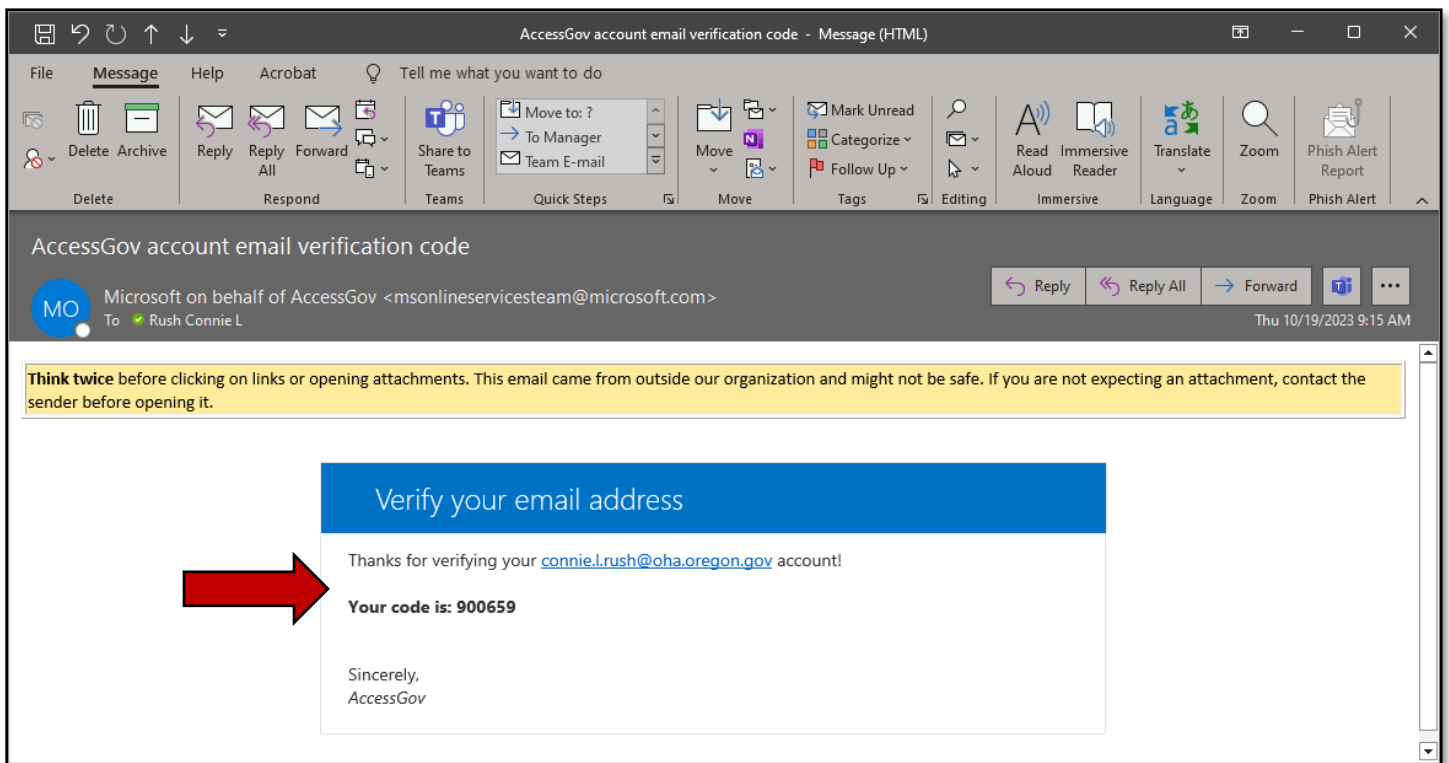 AccessGov account email verification code - Message (HTML)
File Message Help Acrobat Tell me what you want to do
Delete Archive Reply Reply All Forward Share to Teams Move to: ? To Manager Team E-mail Move Mark Unread Categorize Follow Up Read Aloud Immersive Reader Translate Zoom Phish Alert Report
Delete Respond Teams Quick Steps Move Tags Editing Immersive Language Zoom Phish Alert
AccessGov account email verification code
MO
Microsoft on behalf of AccessGov <msonlineservicesteam@microsoft.com>
To Rush Connie L
Reply Reply All Forward
Thu 10/19/2023 9:15 AM
Think twice before clicking on links or opening attachments. This email came from outside our organization and might not be safe. If you are not expecting an attachment, contact the
sender before opening it.
Verify your email address
Thanks for verifying your connie.l.rush@oha.oregon.gov account!
Your code is: 900659
Sincerely,
AccessGov